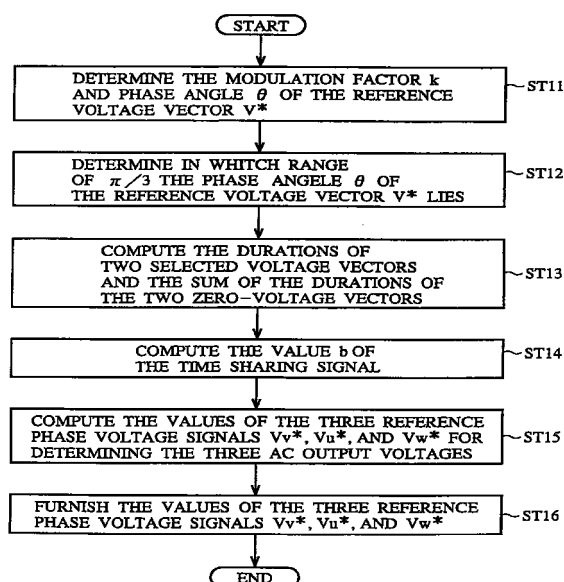 START
DETERMINE THE MODULATION FACTOR k
AND PHASE ANGLE θ OF THE REFERENCE
VOLTAGE VECTOR V*
ST11
DETERMINE IN WHITCH RANGE
OF π/3 THE PHASE ANGELE θ OF
THE REFERENCE VOLTAGE VECTOR V* LIES
ST12
COMPUTE THE DURATIONS OF
TWO SELECTED VOLTAGE VECTORS
AND THE SUM OF THE DURATIONS OF
THE TWO ZERO-VOLTAGE VECTORS
ST13
COMPUTE THE VALUE b OF
THE TIME SHARING SIGNAL
ST14
COMPUTE THE VALUES OF THE THREE REFERENCE
PHASE VOLTAGE SIGNALS Vv*, Vu*, AND Vw* FOR
DETERMINING THE THREE AC OUTPUT VOLTAGES
ST15
FURNISH THE VALUES OF THE THREE REFERENCE
PHASE VOLTAGE SIGNALS Vv*, Vu*, AND Vw*
ST16
END